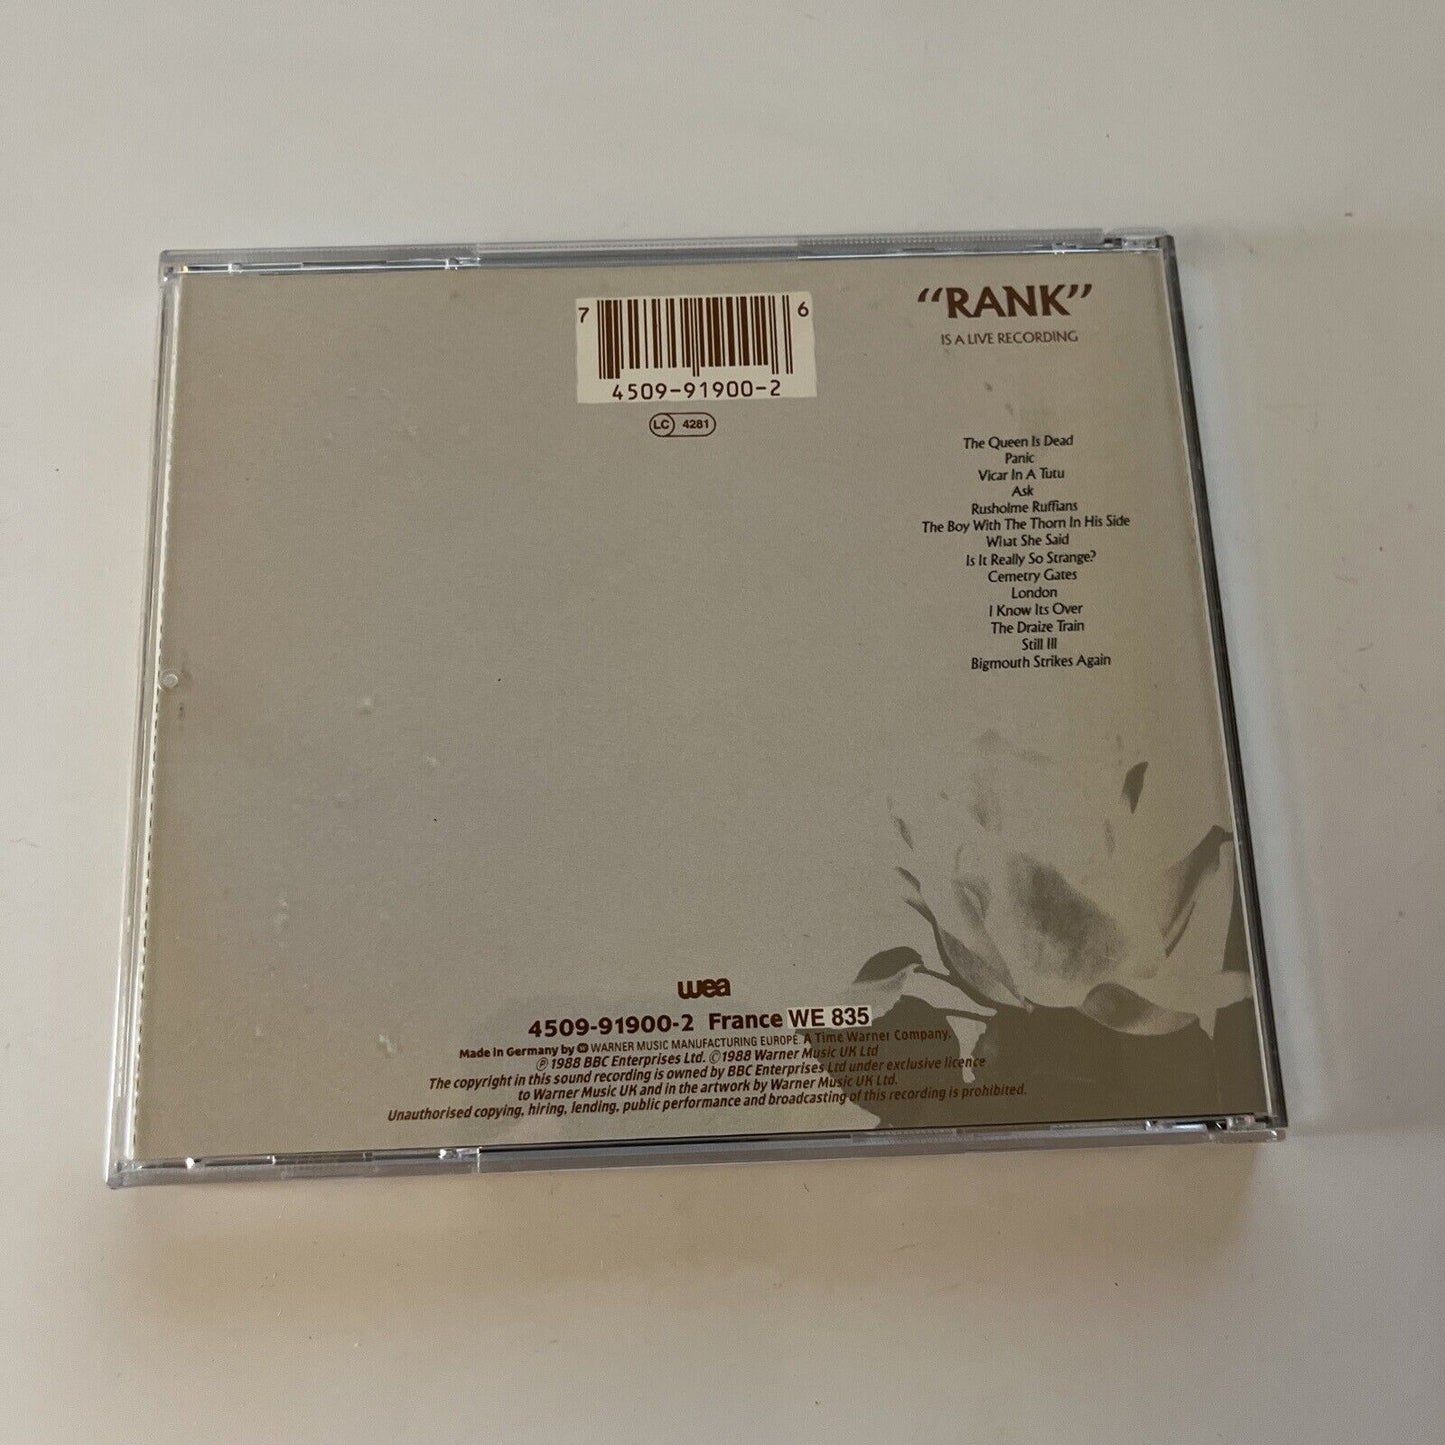 “RANK”
IS A LIVE RECORDING
7 6
4509-91900-2
LC 4281
The Queen Is Dead
Panic
Vicar In A Tutu
Ask
Rusholme Ruffians
The Boy With The Thorn In His Side
What She Said
Is It Really So Strange?
Cemetry Gates
London
I Know Its Over
The Draize Train
Still Ill
Bigmouth Strikes Again
wea
4509-91900-2 France WE 835
Made in Germany by WARNER MUSIC MANUFACTURING EUROPE. A Time Warner Company.
℗ 1988 BBC Enterprises Ltd. ©1988 Warner Music UK Ltd
The copyright in this sound recording is owned by BBC Enterprises Ltd under exclusive licence
to Warner Music UK and in the artwork by Warner Music UK Ltd.
Unauthorised copying, hiring, lending, public performance and broadcasting of this recording is prohibited.